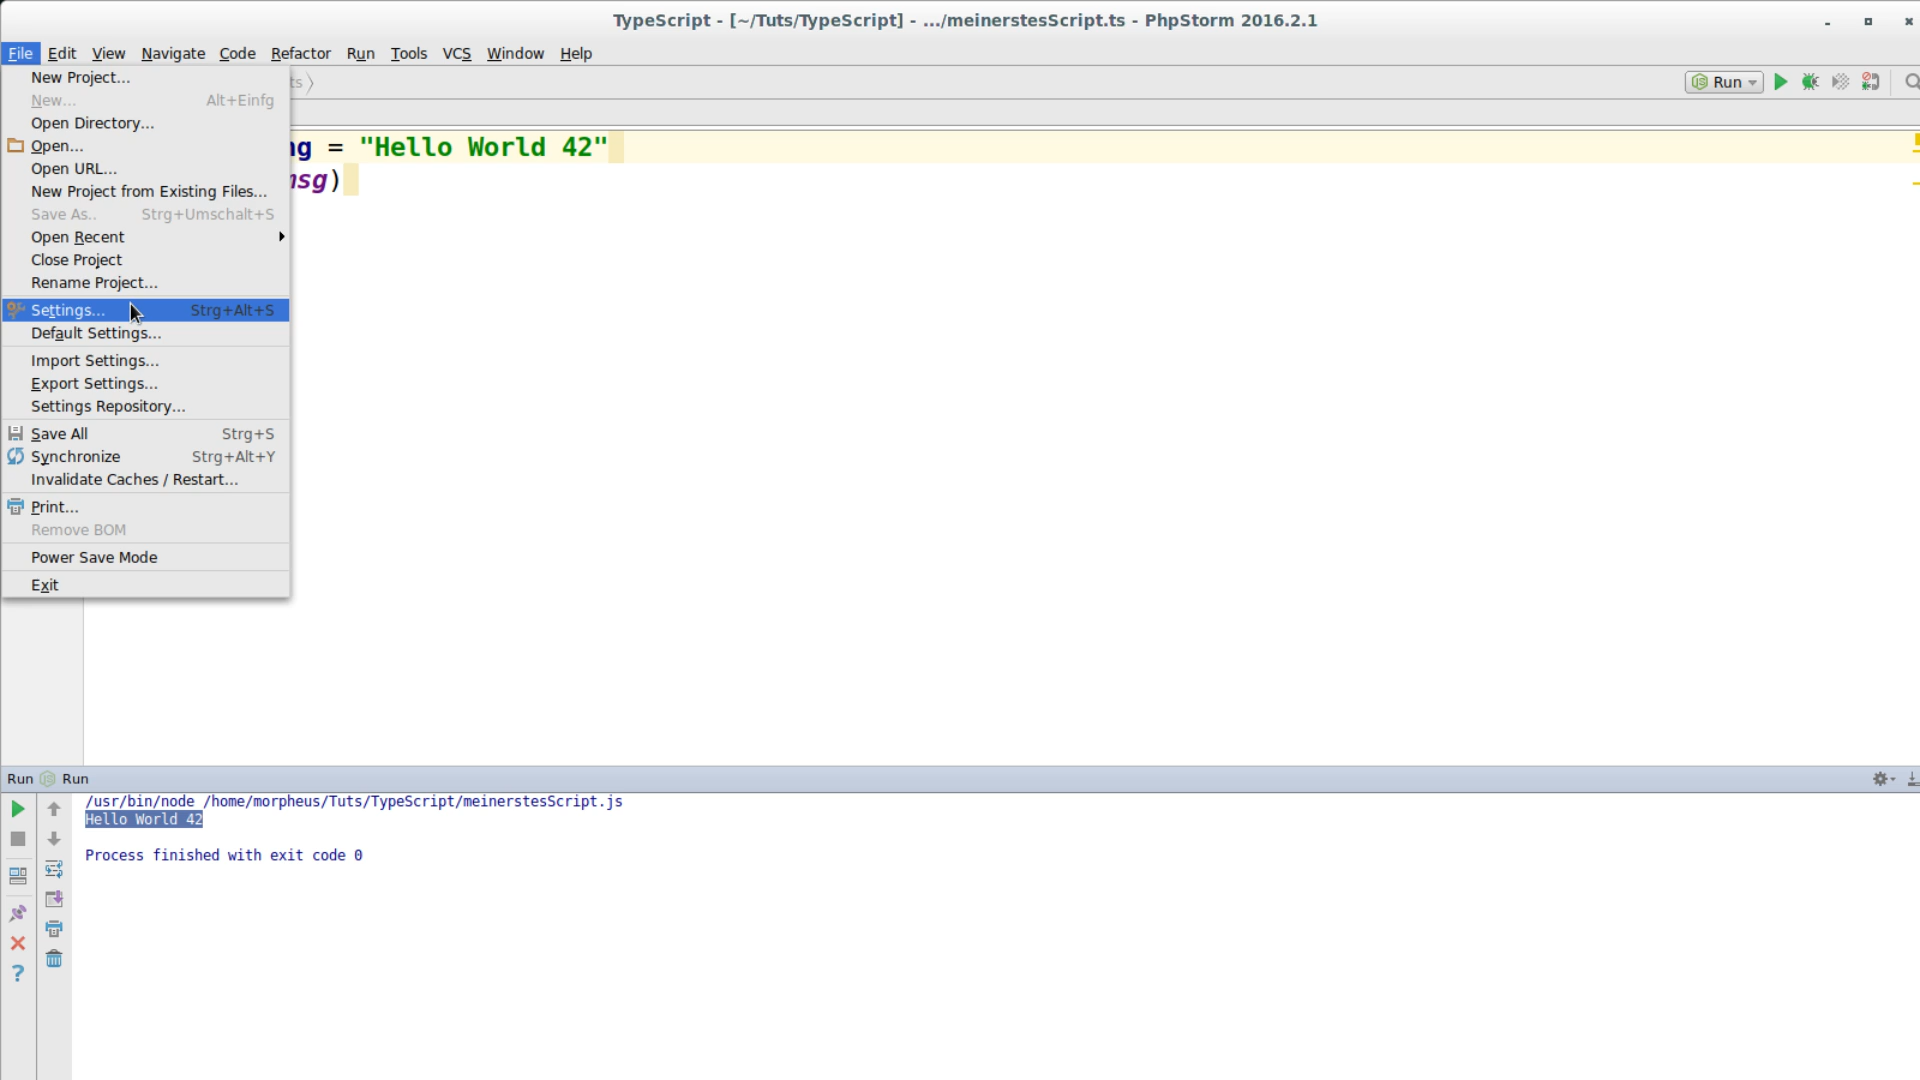 TypeScript - [~/Tuts/TypeScript] - .../meinerstesScript.ts - PhpStorm 2016.2.1
File Edit View Navigate Code Refactor Run Tools VCS Window Help
New Project...
ts
Run
New... Alt+Einfg
Open Directory...
Open...
ng = "Hello World 42"
Open URL...
msg)
New Project from Existing Files...
Save As.. Strg+Umschalt+S
Open Recent
Close Project
Rename Project...
Settings... Strg+Alt+S
Default Settings...
Import Settings...
Export Settings...
Settings Repository...
Save All Strg+S
Synchronize Strg+Alt+Y
Invalidate Caches / Restart...
Print...
Remove BOM
Power Save Mode
Exit
Run Run
/usr/bin/node /home/morpheus/Tuts/TypeScript/meinerstesScript.js
Hello World 42
Process finished with exit code 0